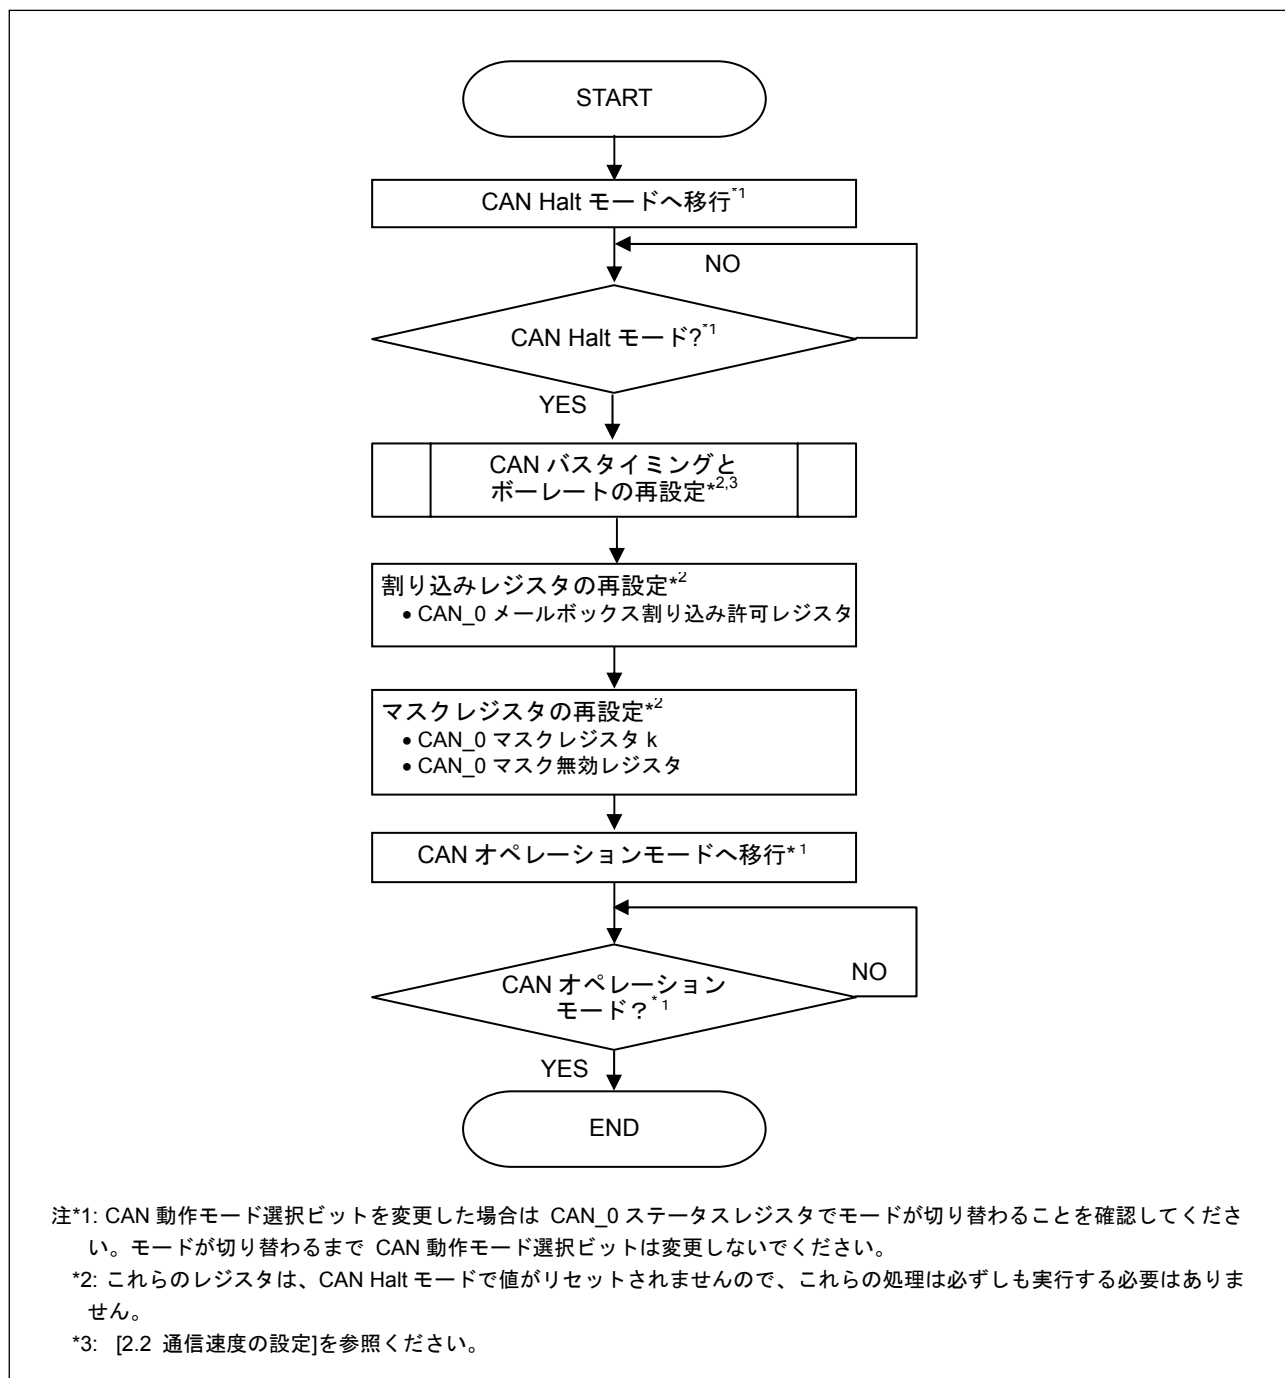 START
CAN Halt モードへ移行*1
NO
CAN Halt モード?*1
YES
CAN バスタイミングと
ボーレートの再設定*2,3
割り込みレジスタの再設定*2
• CAN_0 メールボックス割り込み許可レジスタ
マスクレジスタの再設定*2
• CAN_0 マスクレジスタ k
• CAN_0 マスク無効レジスタ
CAN オペレーションモードへ移行*1
CAN オペレーション
モード？*1
NO
YES
END
注*1: CAN 動作モード選択ビットを変更した場合は CAN_0 ステータスレジスタでモードが切り替わることを確認してくださ
い。モードが切り替わるまで CAN 動作モード選択ビットは変更しないでください。
*2: これらのレジスタは、CAN Halt モードで値がリセットされませんので、これらの処理は必ずしも実行する必要はありま
せん。
*3: [2.2 通信速度の設定]を参照ください。